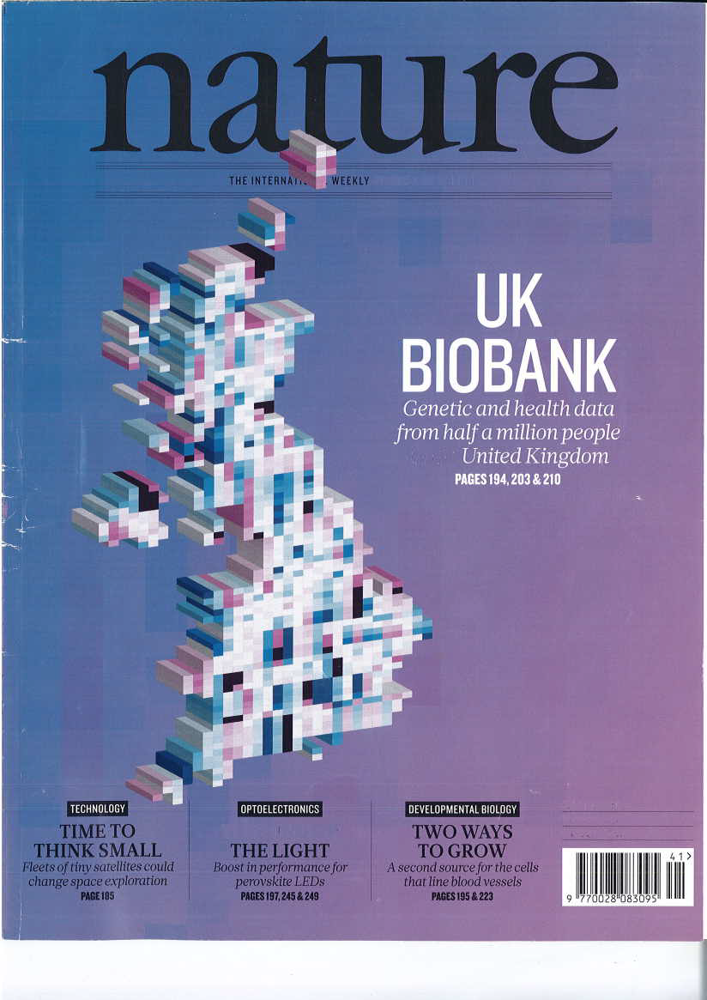 nature
THE INTERNATI WEEKLY
UK
BIOBANK
Genetic and health data
from half a million people
United Kingdom
PAGES 194, 203 & 210
TECHNOLOGY
TIME TO
THINK SMALL
Fleets of tiny satellites could
change space exploration
PAGE 185
OPTOELECTRONICS
THE LIGHT
Boost in performance for
perovskite LEDs
PAGES 197, 245 & 249
DEVELOPMENTAL BIOLOGY
TWO WAYS
TO GROW
A second source for the cells
that line blood vessels
PAGES 195 & 223
41>
9 770028 083095